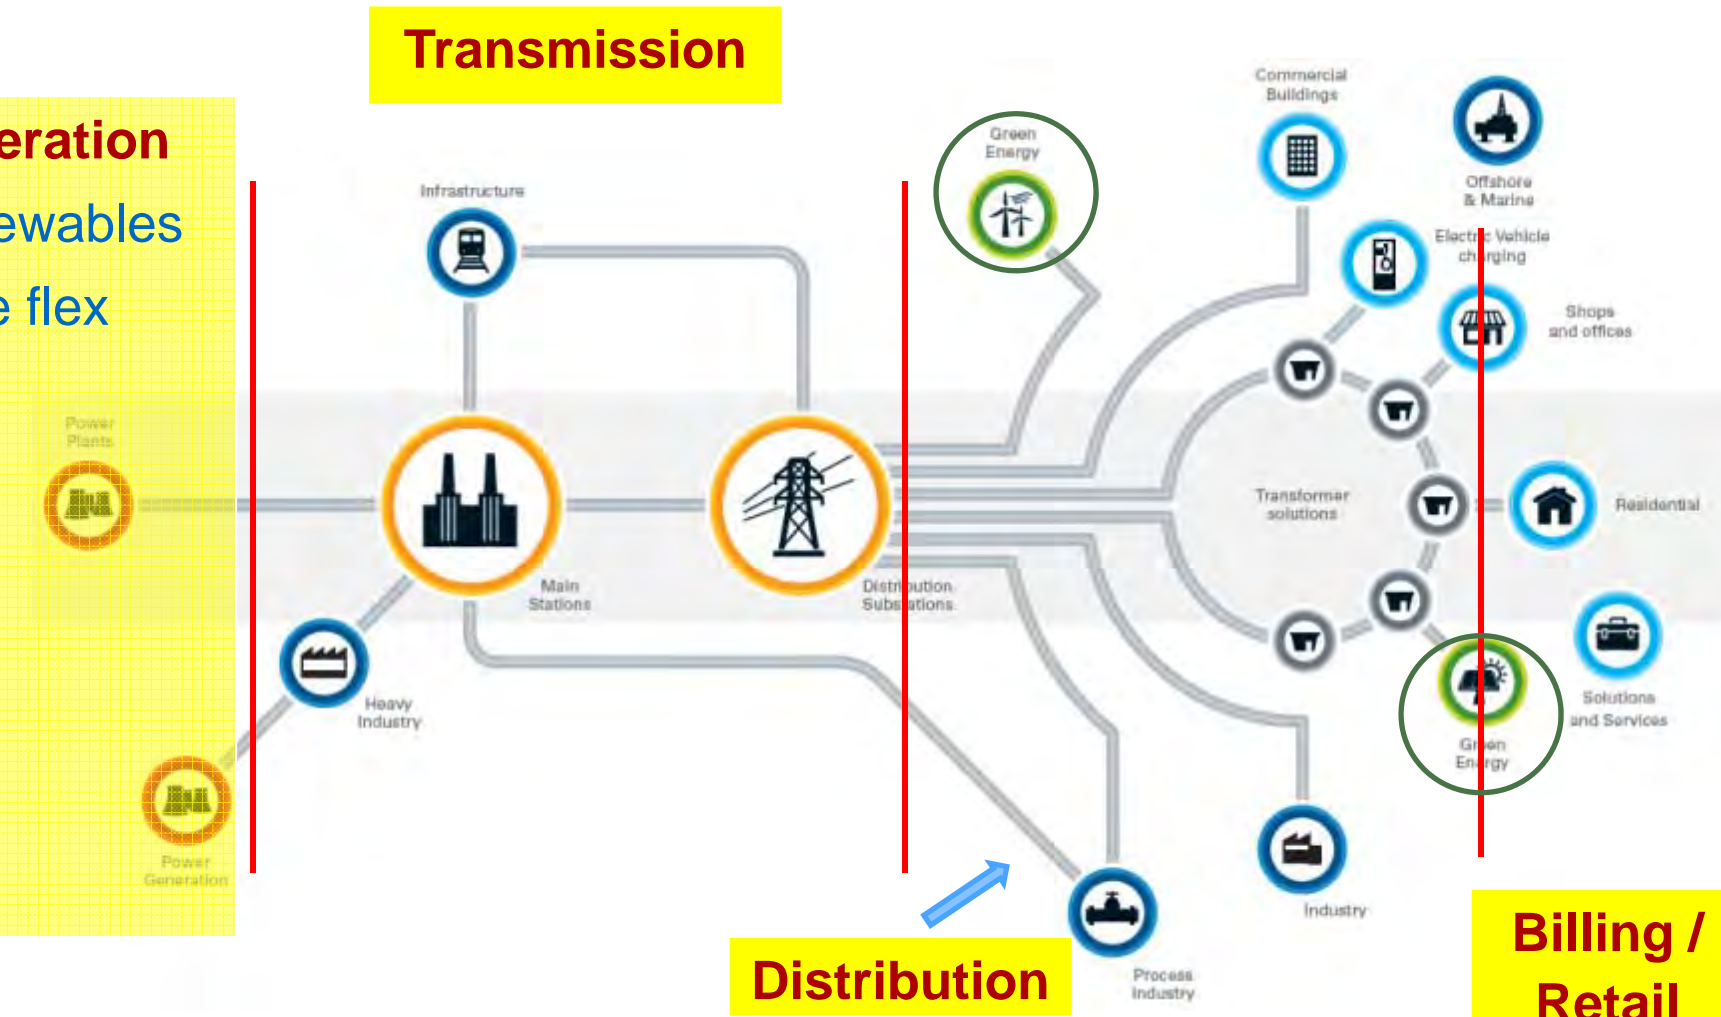 Transmission
eration
ewables
e flex
Power
Plants
Power
Generation
Infrastructure
Main
Stations
Heavy
Industry
Distribution
Substations
Green
Energy
Commercial
Buildings
Offshore
& Marine
Electric Vehicle
charging
Shops
and offices
Transformer
solutions
Residential
Solutions
and Services
Green
Energy
Industry
Process
Industry
Distribution
Billing /
Retail